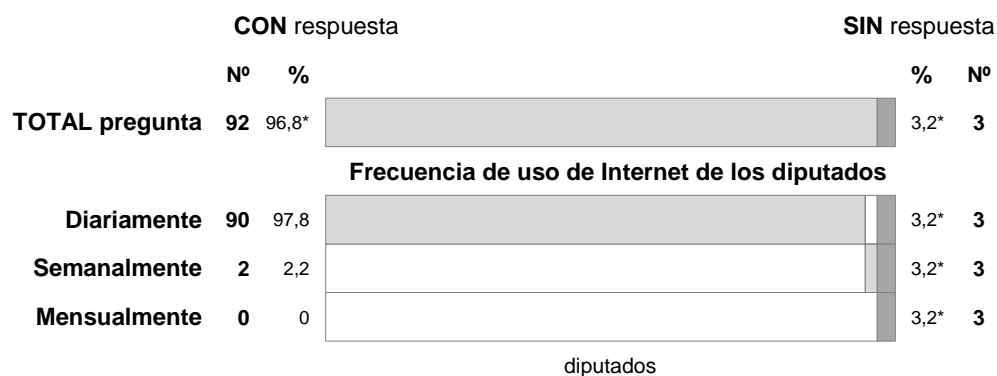 CON respuesta SIN respuesta
Nº % % Nº
TOTAL pregunta 92 96,8* 3,2* 3
Frecuencia de uso de Internet de los diputados
Diariamente 90 97,8 3,2* 3
Semanalmente 2 2,2 3,2* 3
Mensualmente 0 0 3,2* 3
diputados